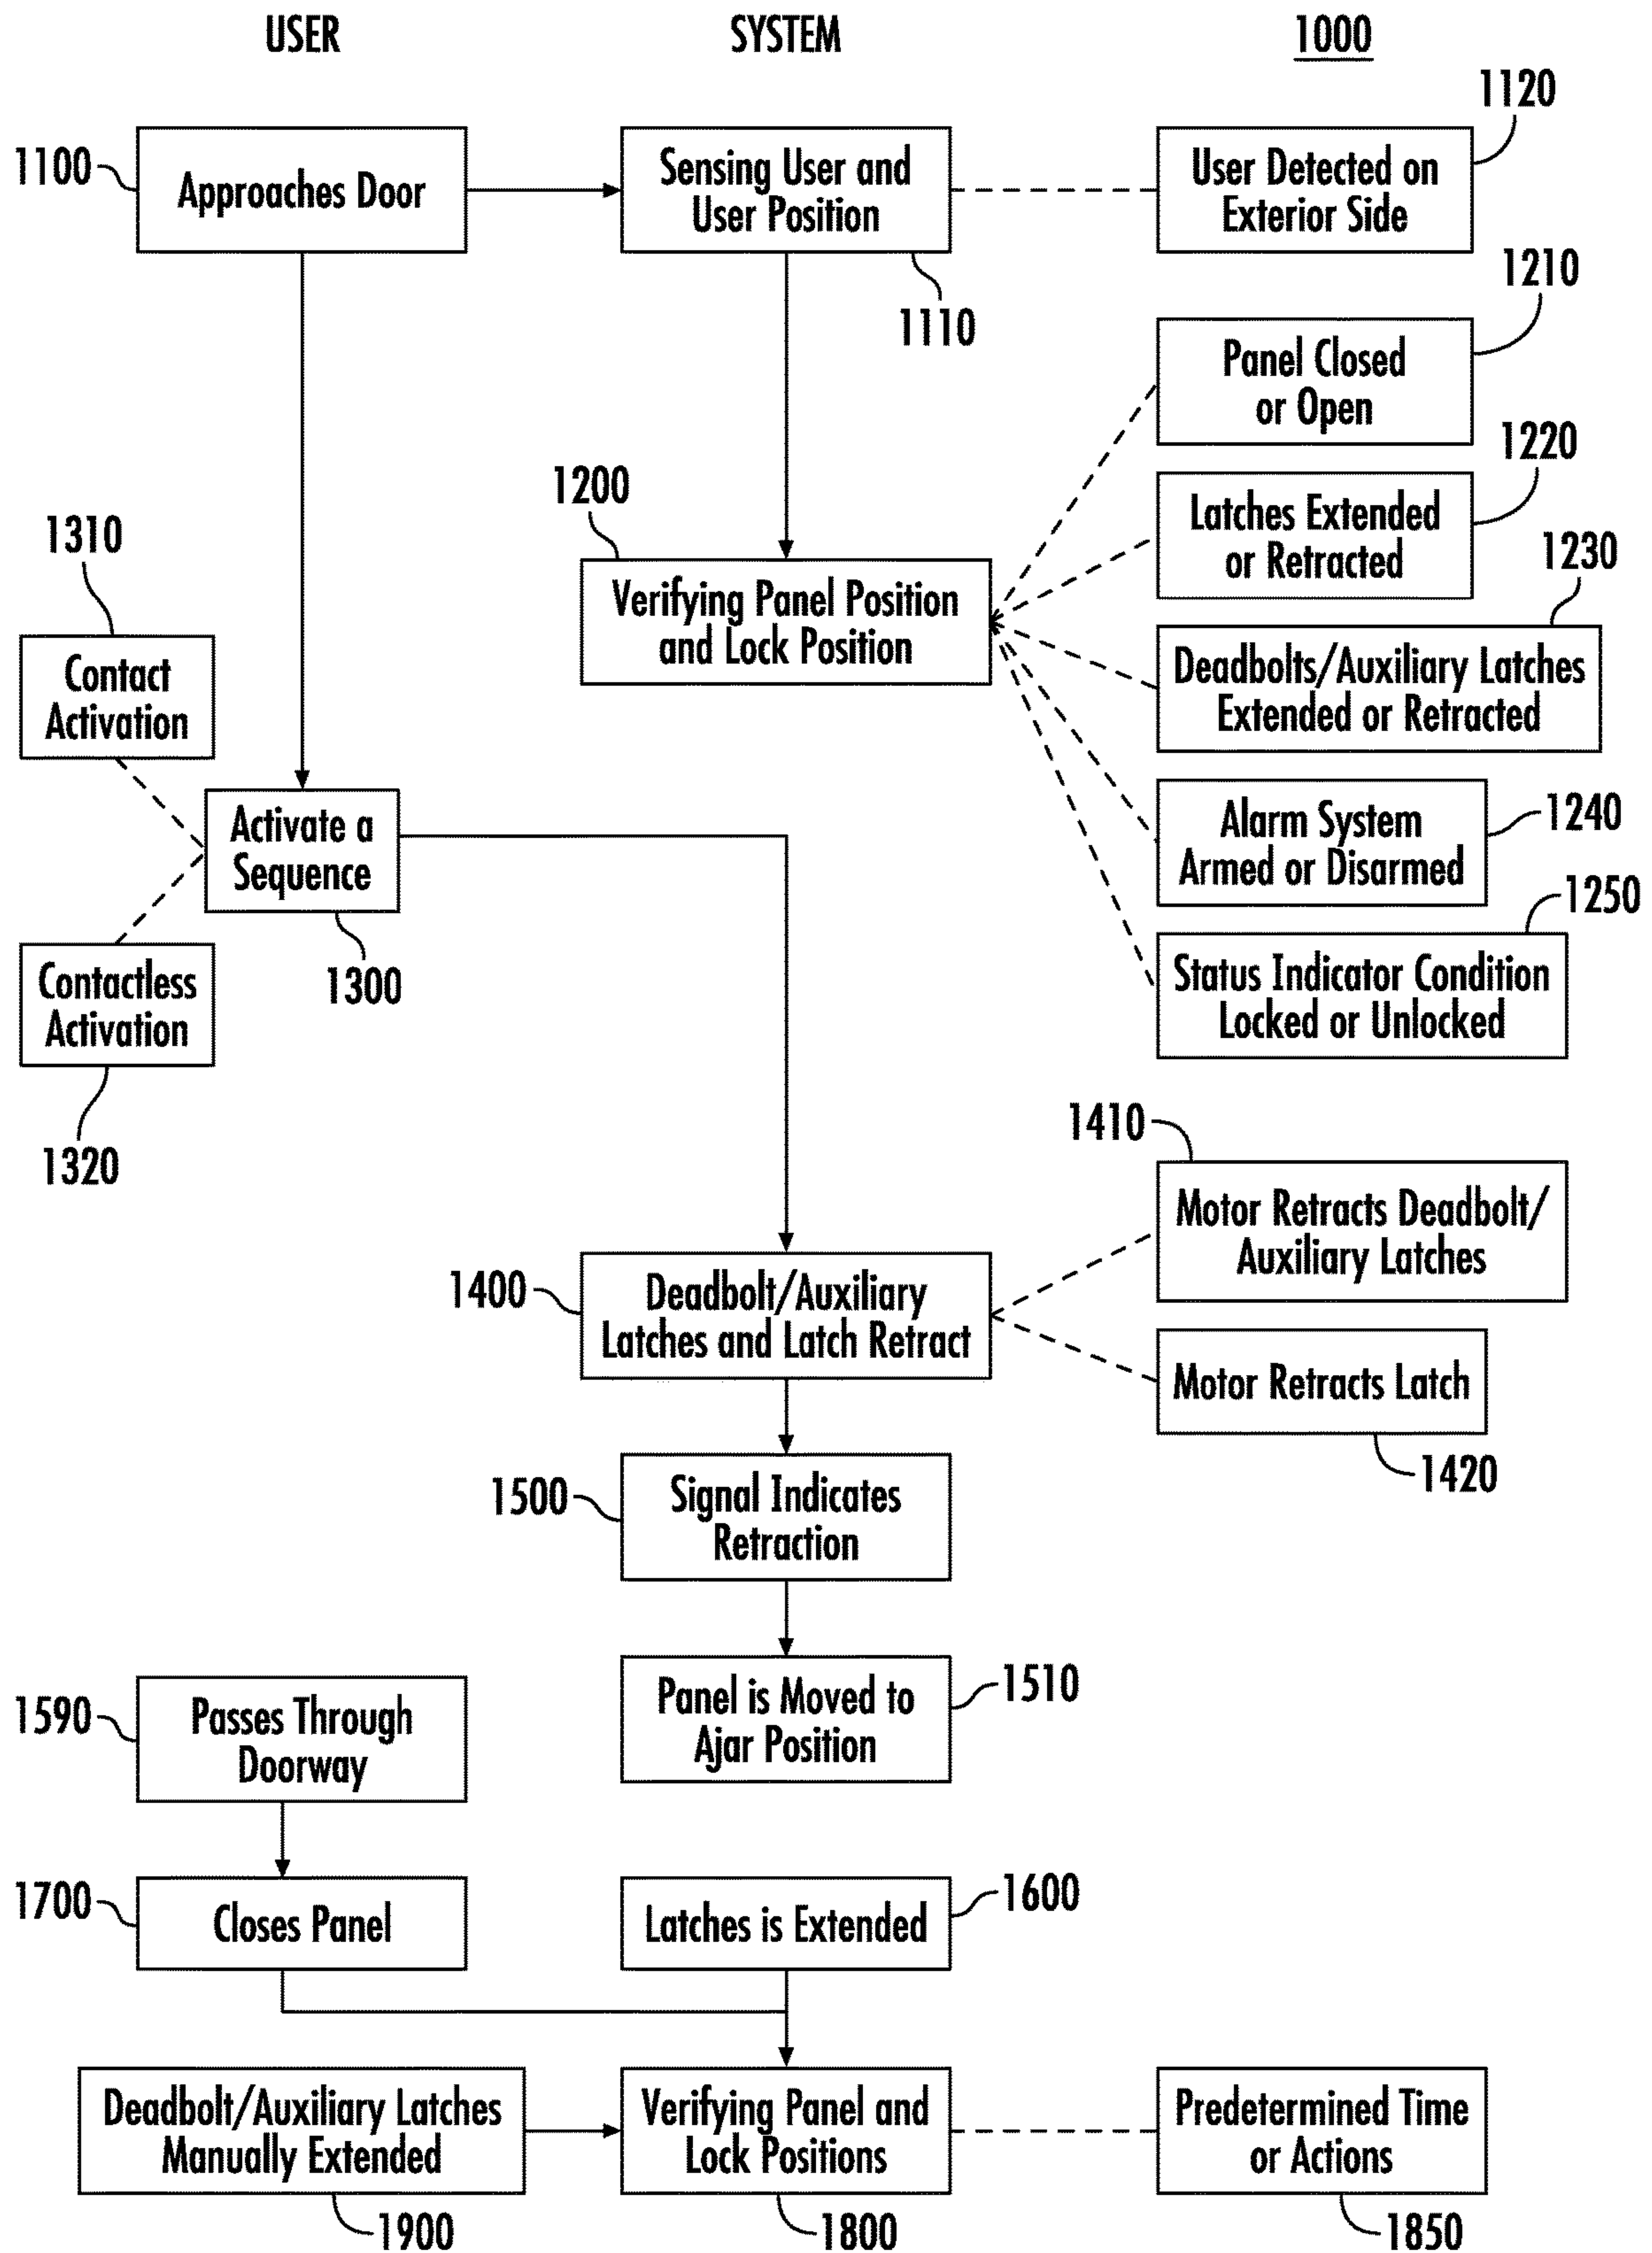 USER
SYSTEM
1000
1120
1100
Approaches Door
Sensing User and
User Position
User Detected on
Exterior Side
1110
1210
Panel Closed
or Open
1220
1200
Latches Extended
or Retracted
1310
1230
Verifying Panel Position
and Lock Position
Contact
Activation
Deadbolts/Auxiliary Latches
Extended or Retracted
Activate a
Sequence
Alarm System
Armed or Disarmed
1240
1250
Contactless
Activation
1300
Status Indicator Condition
Locked or Unlocked
1320
1410
Motor Retracts Deadbolt/
Auxiliary Latches
1400
Deadbolt/Auxiliary
Latches and Latch Retract
Motor Retracts Latch
1420
1500
Signal Indicates
Retraction
1590
Passes Through
Doorway
Panel is Moved to
Ajar Position
1510
1700
Closes Panel
Latches is Extended
1600
Deadbolt/Auxiliary Latches
Manually Extended
Verifying Panel and
Lock Positions
Predetermined Time
or Actions
1900
1800
1850